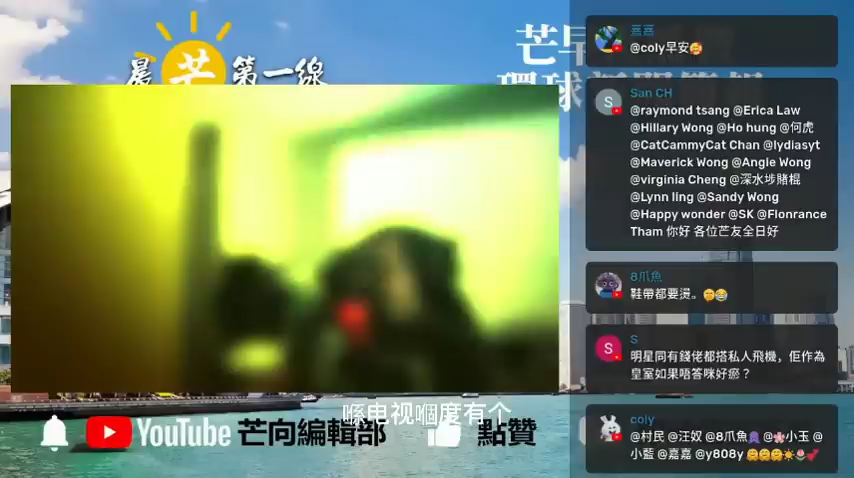 晨芒第一線
芒早
環球
嘉嘉
@coly早安🥰
San CH
@raymond tsang @Erica Law
@Hillary Wong @Ho hung @何虎
@CatCammyCat Chan @lydiasyt
@Maverick Wong @Angie Wong
@virginia Cheng @深水埗賭棍
@Lynn ling @Sandy Wong
@Happy wonder @SK @Flonrance
Tham 你好 各位芒友全日好
8爪魚
鞋帶都要燙。🤭😂
S
明星同有錢佬都搭私人飛機，佢作為
皇室如果唔答咪好瘀？
coly
@村民 @汪奴 @8爪魚 @🌸小玉 @
小藍 @嘉嘉 @y808y 🤗🤗🤗☀️🌷💕
喺电视嗰度有个
YouTube 芒向編輯部
點贊